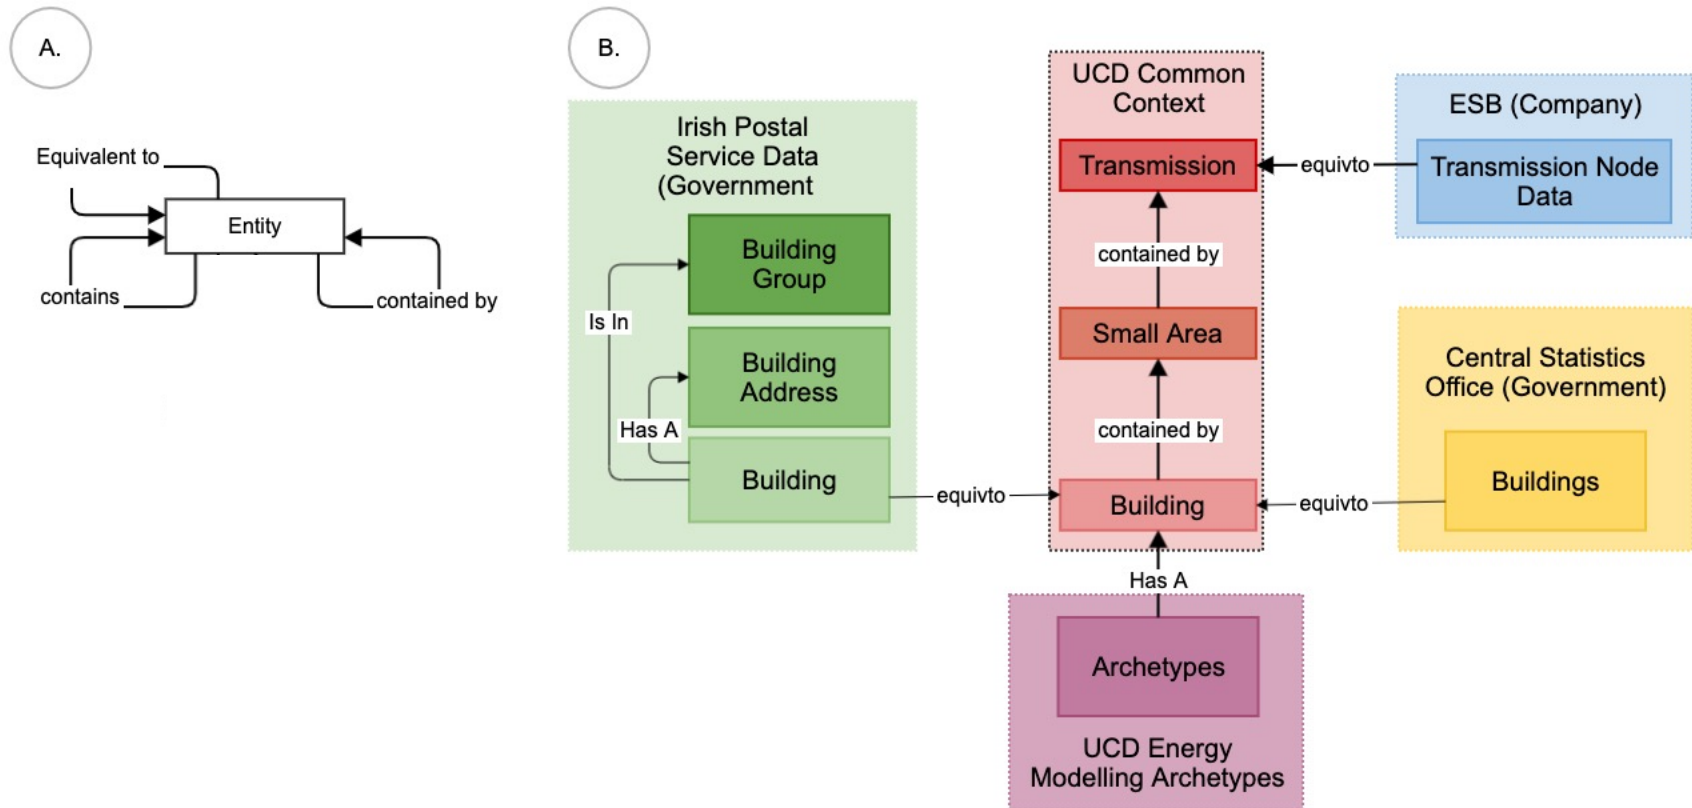 A.
Equivalent to
Entity
contains
contained by
B.
Irish Postal
Service Data
(Government
Building
Group
Is In
Building
Address
Has A
Building
equivto
UCD Common
Context
Transmission
contained by
Small Area
contained by
Building
equivto
ESB (Company)
Transmission Node
Data
Central Statistics
Office (Government)
Buildings
equivto
Has A
Archetypes
UCD Energy
Modelling Archetypes